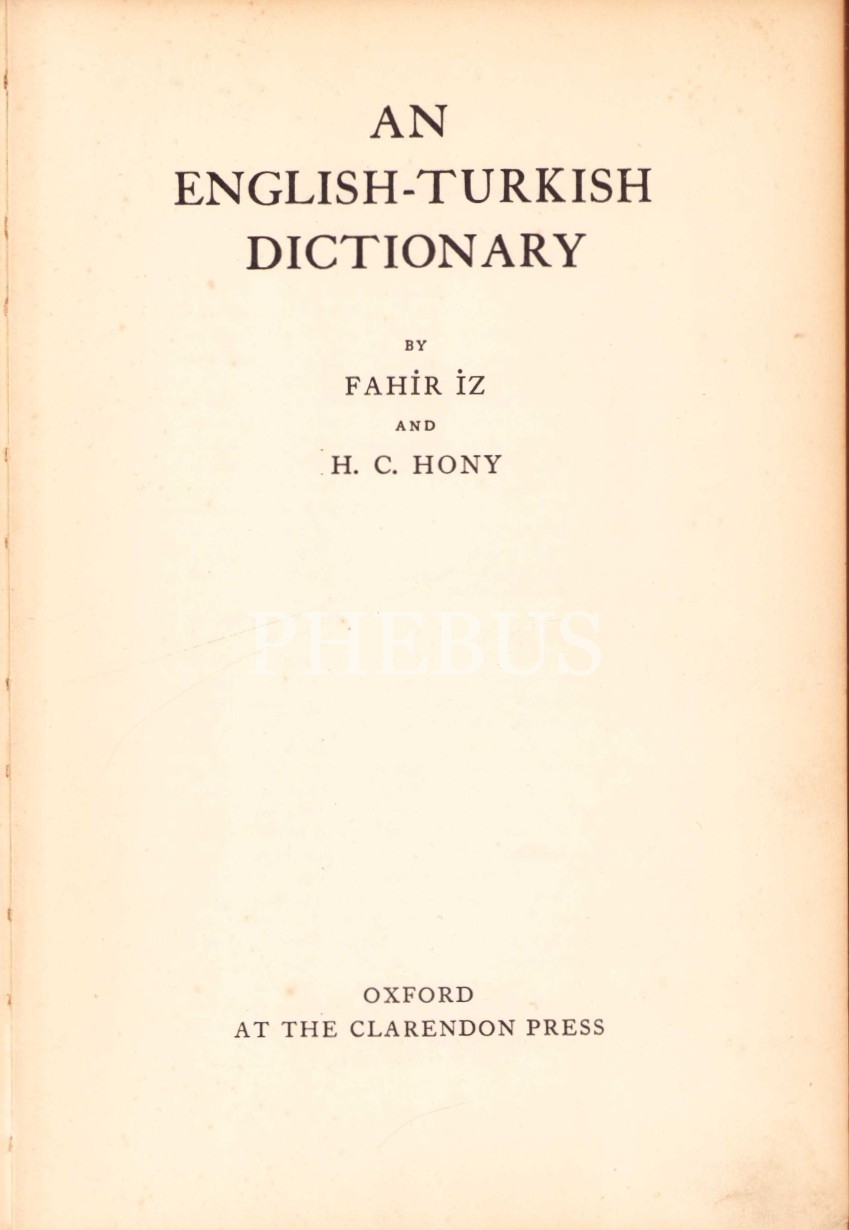 AN
ENGLISH-TURKISH
DICTIONARY
BY
FAHİR İZ
AND
H. C. HONY
PHEBUS
OXFORD
AT THE CLARENDON PRESS